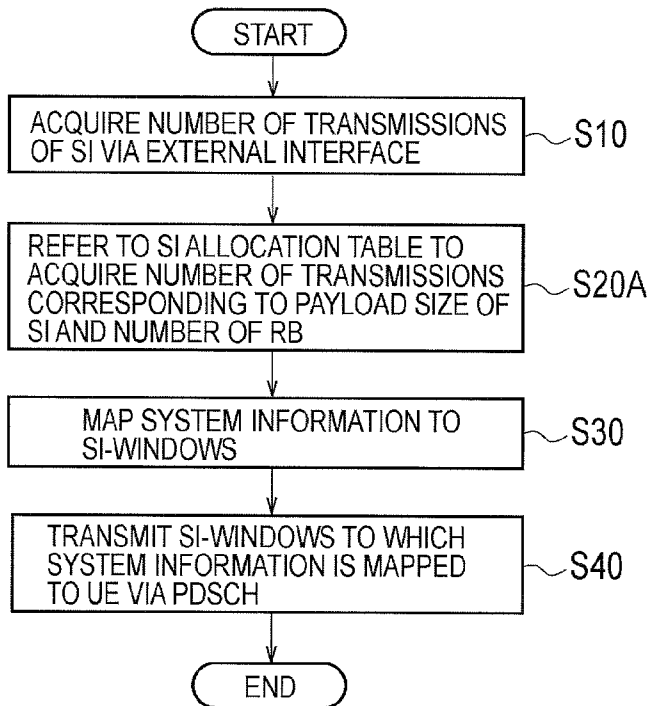 START
ACQUIRE NUMBER OF TRANSMISSIONS
OF SI VIA EXTERNAL INTERFACE
S10
REFER TO SI ALLOCATION TABLE TO
ACQUIRE NUMBER OF TRANSMISSIONS
CORRESPONDING TO PAYLOAD SIZE OF
SI AND NUMBER OF RB
S20A
MAP SYSTEM INFORMATION TO
SI-WINDOWS
S30
TRANSMIT SI-WINDOWS TO WHICH
SYSTEM INFORMATION IS MAPPED
TO UE VIA PDSCH
S40
END